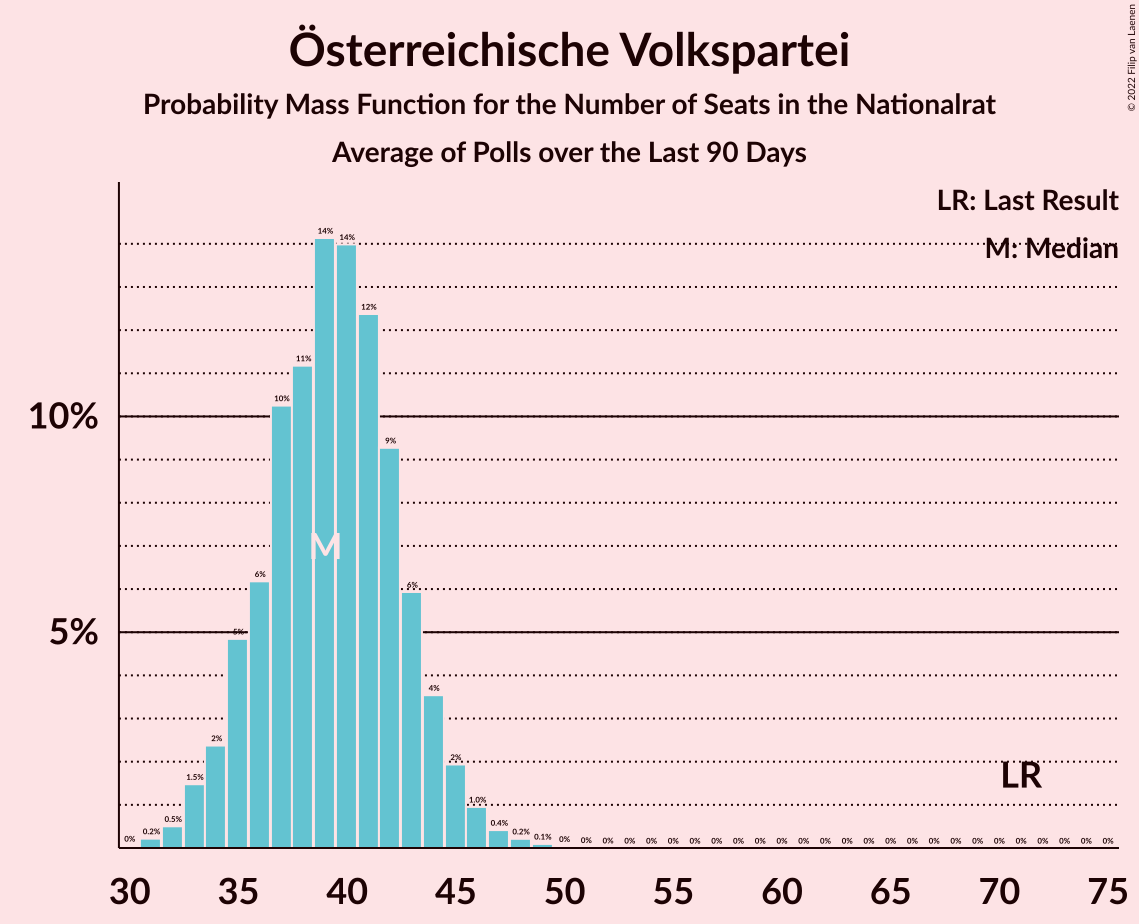 Österreichische Volkspartei
Probability Mass Function for the Number of Seats in the Nationalrat
Average of Polls over the Last 90 Days
© 2022 Filip van Laenen
LR: Last Result
M: Median
10%
5%
0% 0.2% 0.5% 1.5% 2% 5% 6% 10% 11% 14% 14% 12% 9% 6% 4% 2% 1.0% 0.4% 0.2% 0.1% 0% 0% 0% 0% 0% 0% 0% 0% 0% 0% 0% 0% 0% 0% 0% 0% 0% 0% 0% 0% 0% 0% 0% 0% 0% 0%
M
LR
30 35 40 45 50 55 60 65 70 75